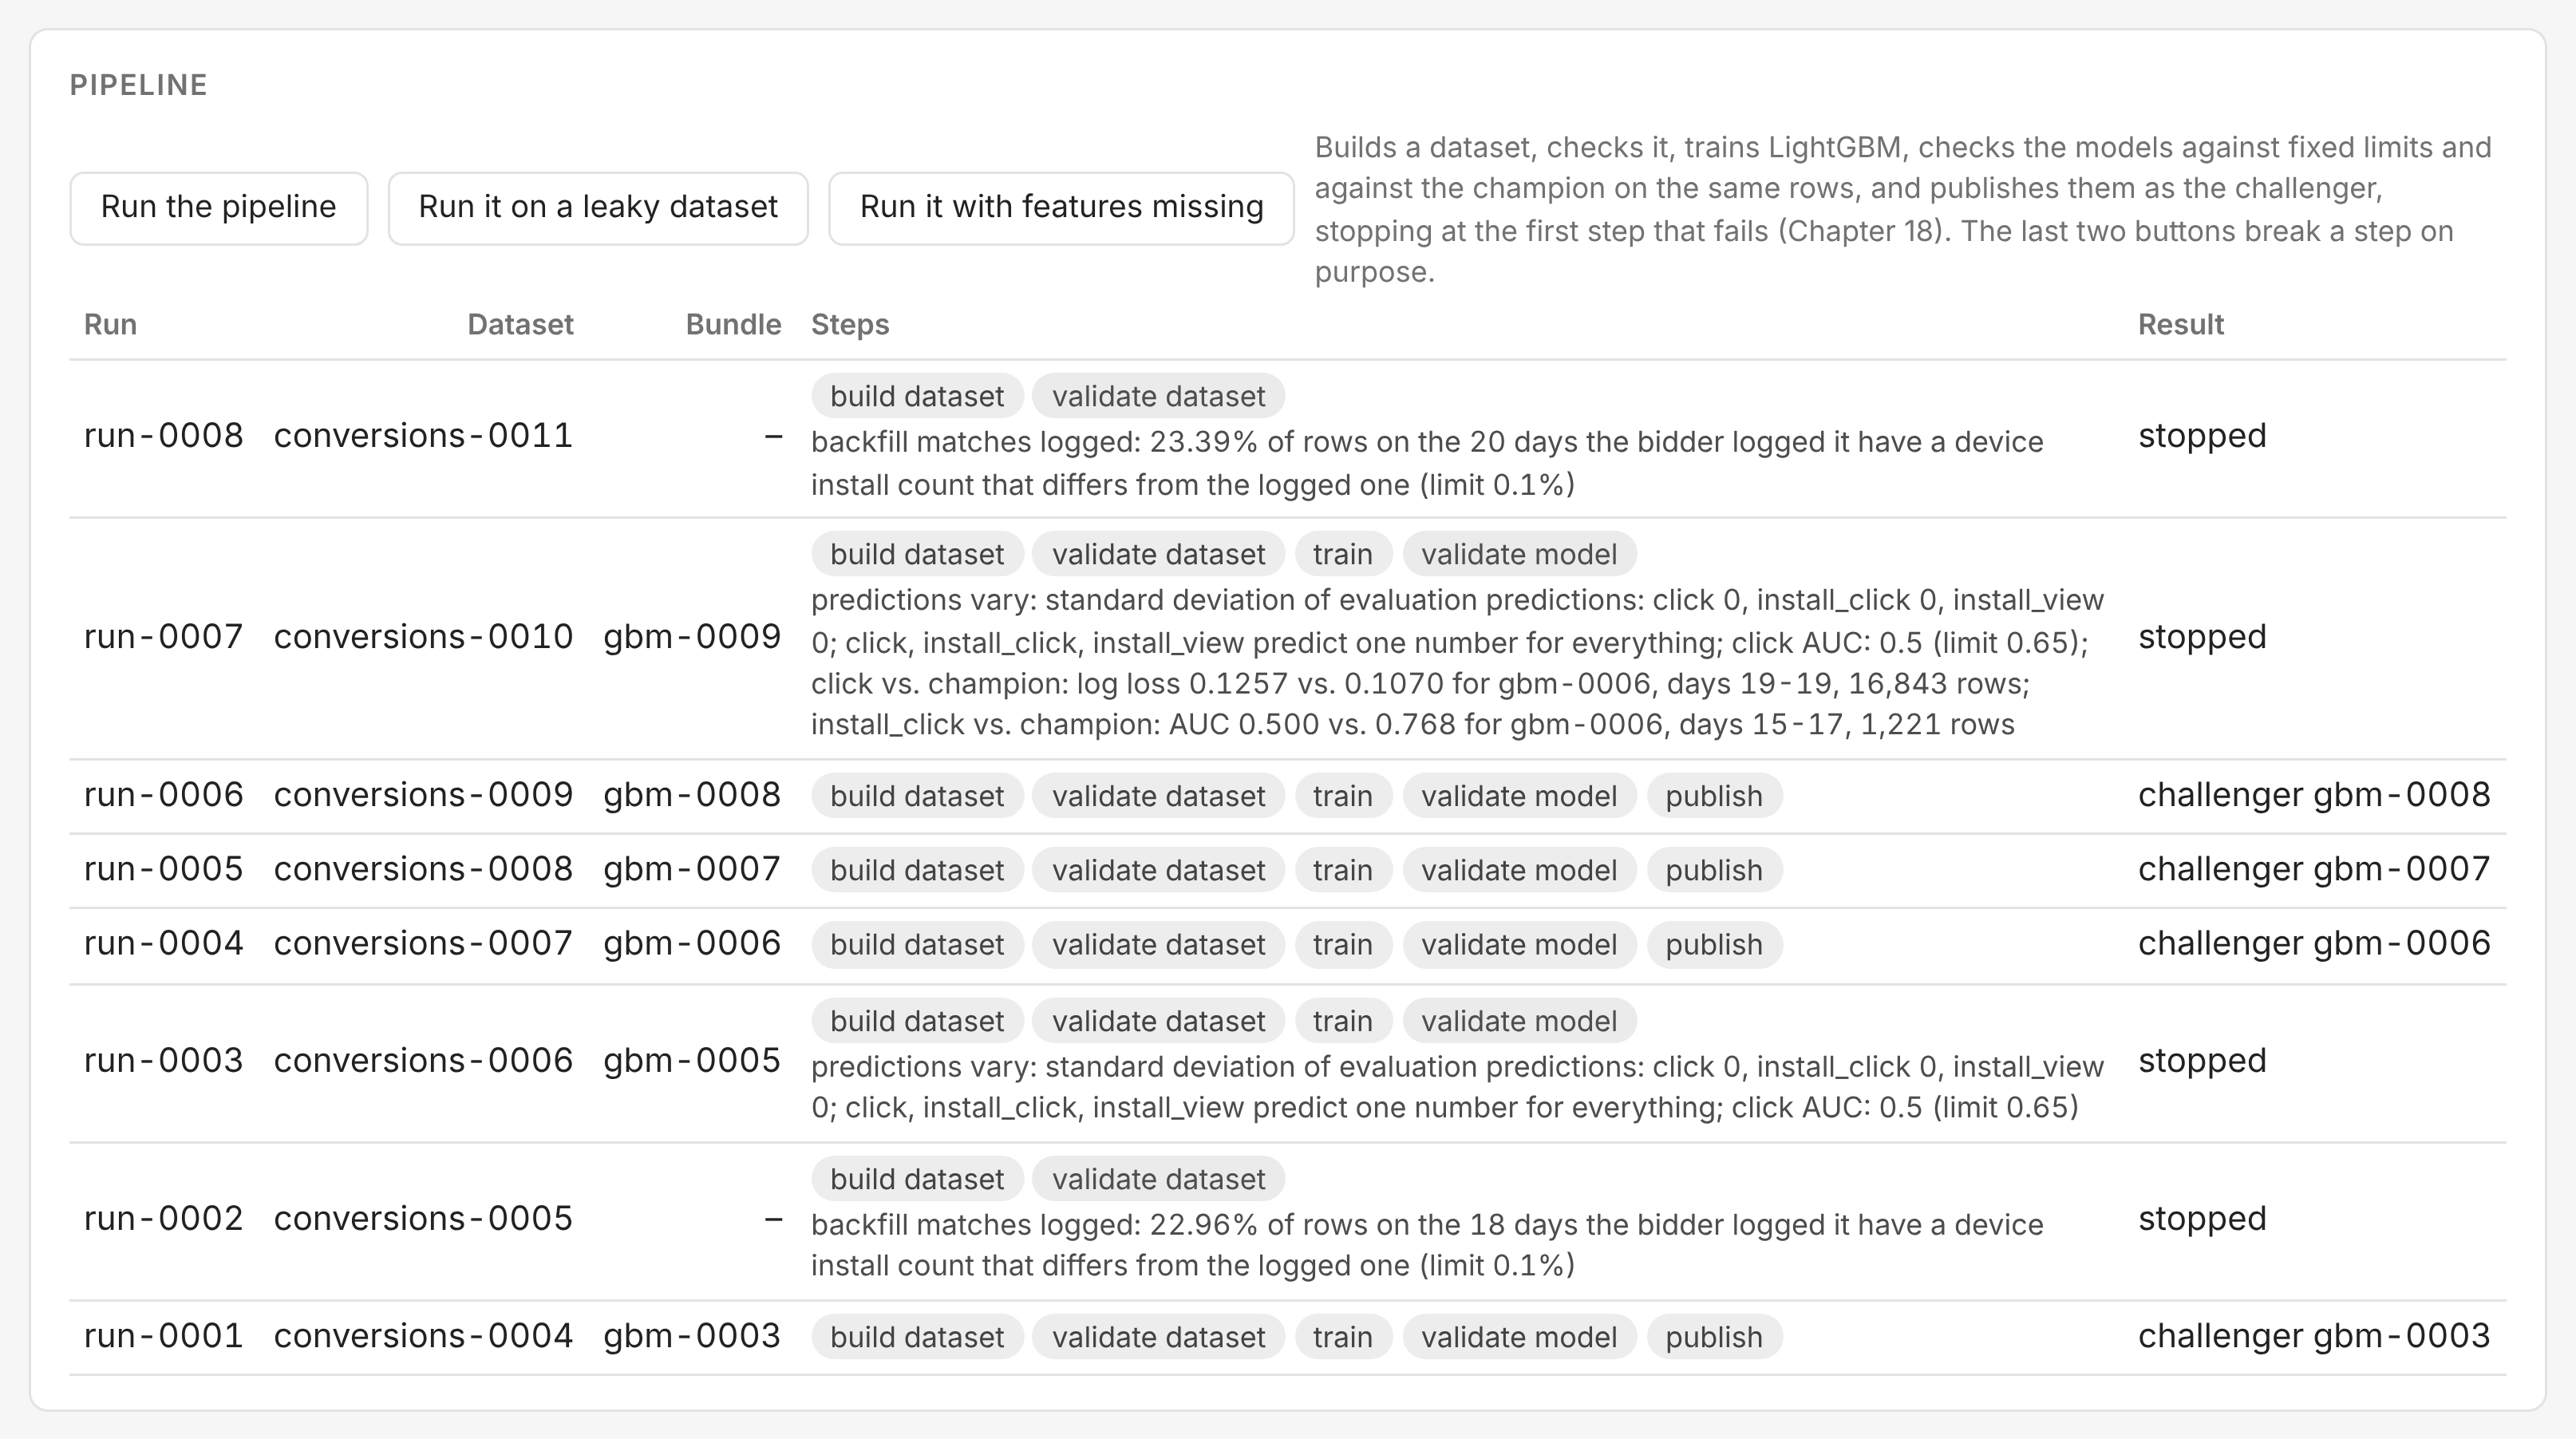 PIPELINE
Run the pipeline
Run it on a leaky dataset
Run it with features missing
Builds a dataset, checks it, trains LightGBM, checks the models against fixed limits and
against the champion on the same rows, and publishes them as the challenger,
stopping at the first step that fails (Chapter 18). The last two buttons break a step on
purpose.
Run Dataset Bundle Steps Result
run-0008 conversions-0011 – build dataset validate dataset stopped
backfill matches logged: 23.39% of rows on the 20 days the bidder logged it have a device
install count that differs from the logged one (limit 0.1%)
run-0007 conversions-0010 gbm-0009 build dataset validate dataset train validate model stopped
predictions vary: standard deviation of evaluation predictions: click 0, install_click 0, install_view
0; click, install_click, install_view predict one number for everything; click AUC: 0.5 (limit 0.65);
click vs. champion: log loss 0.1257 vs. 0.1070 for gbm-0006, days 19-19, 16,843 rows;
install_click vs. champion: AUC 0.500 vs. 0.768 for gbm-0006, days 15-17, 1,221 rows
run-0006 conversions-0009 gbm-0008 build dataset validate dataset train validate model publish challenger gbm-0008
run-0005 conversions-0008 gbm-0007 build dataset validate dataset train validate model publish challenger gbm-0007
run-0004 conversions-0007 gbm-0006 build dataset validate dataset train validate model publish challenger gbm-0006
run-0003 conversions-0006 gbm-0005 build dataset validate dataset train validate model stopped
predictions vary: standard deviation of evaluation predictions: click 0, install_click 0, install_view
0; click, install_click, install_view predict one number for everything; click AUC: 0.5 (limit 0.65)
run-0002 conversions-0005 – build dataset validate dataset stopped
backfill matches logged: 22.96% of rows on the 18 days the bidder logged it have a device
install count that differs from the logged one (limit 0.1%)
run-0001 conversions-0004 gbm-0003 build dataset validate dataset train validate model publish challenger gbm-0003